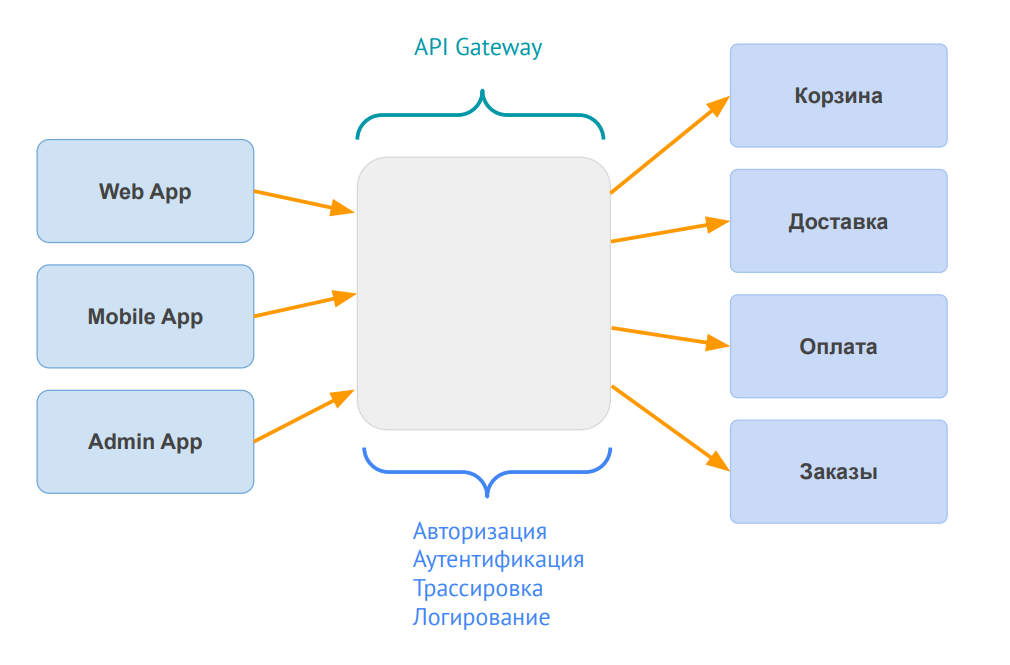 API Gateway
Web App
Mobile App
Admin App
Корзина
Доставка
Оплата
Заказы
Авторизация
Аутентификация
Трассировка
Логирование